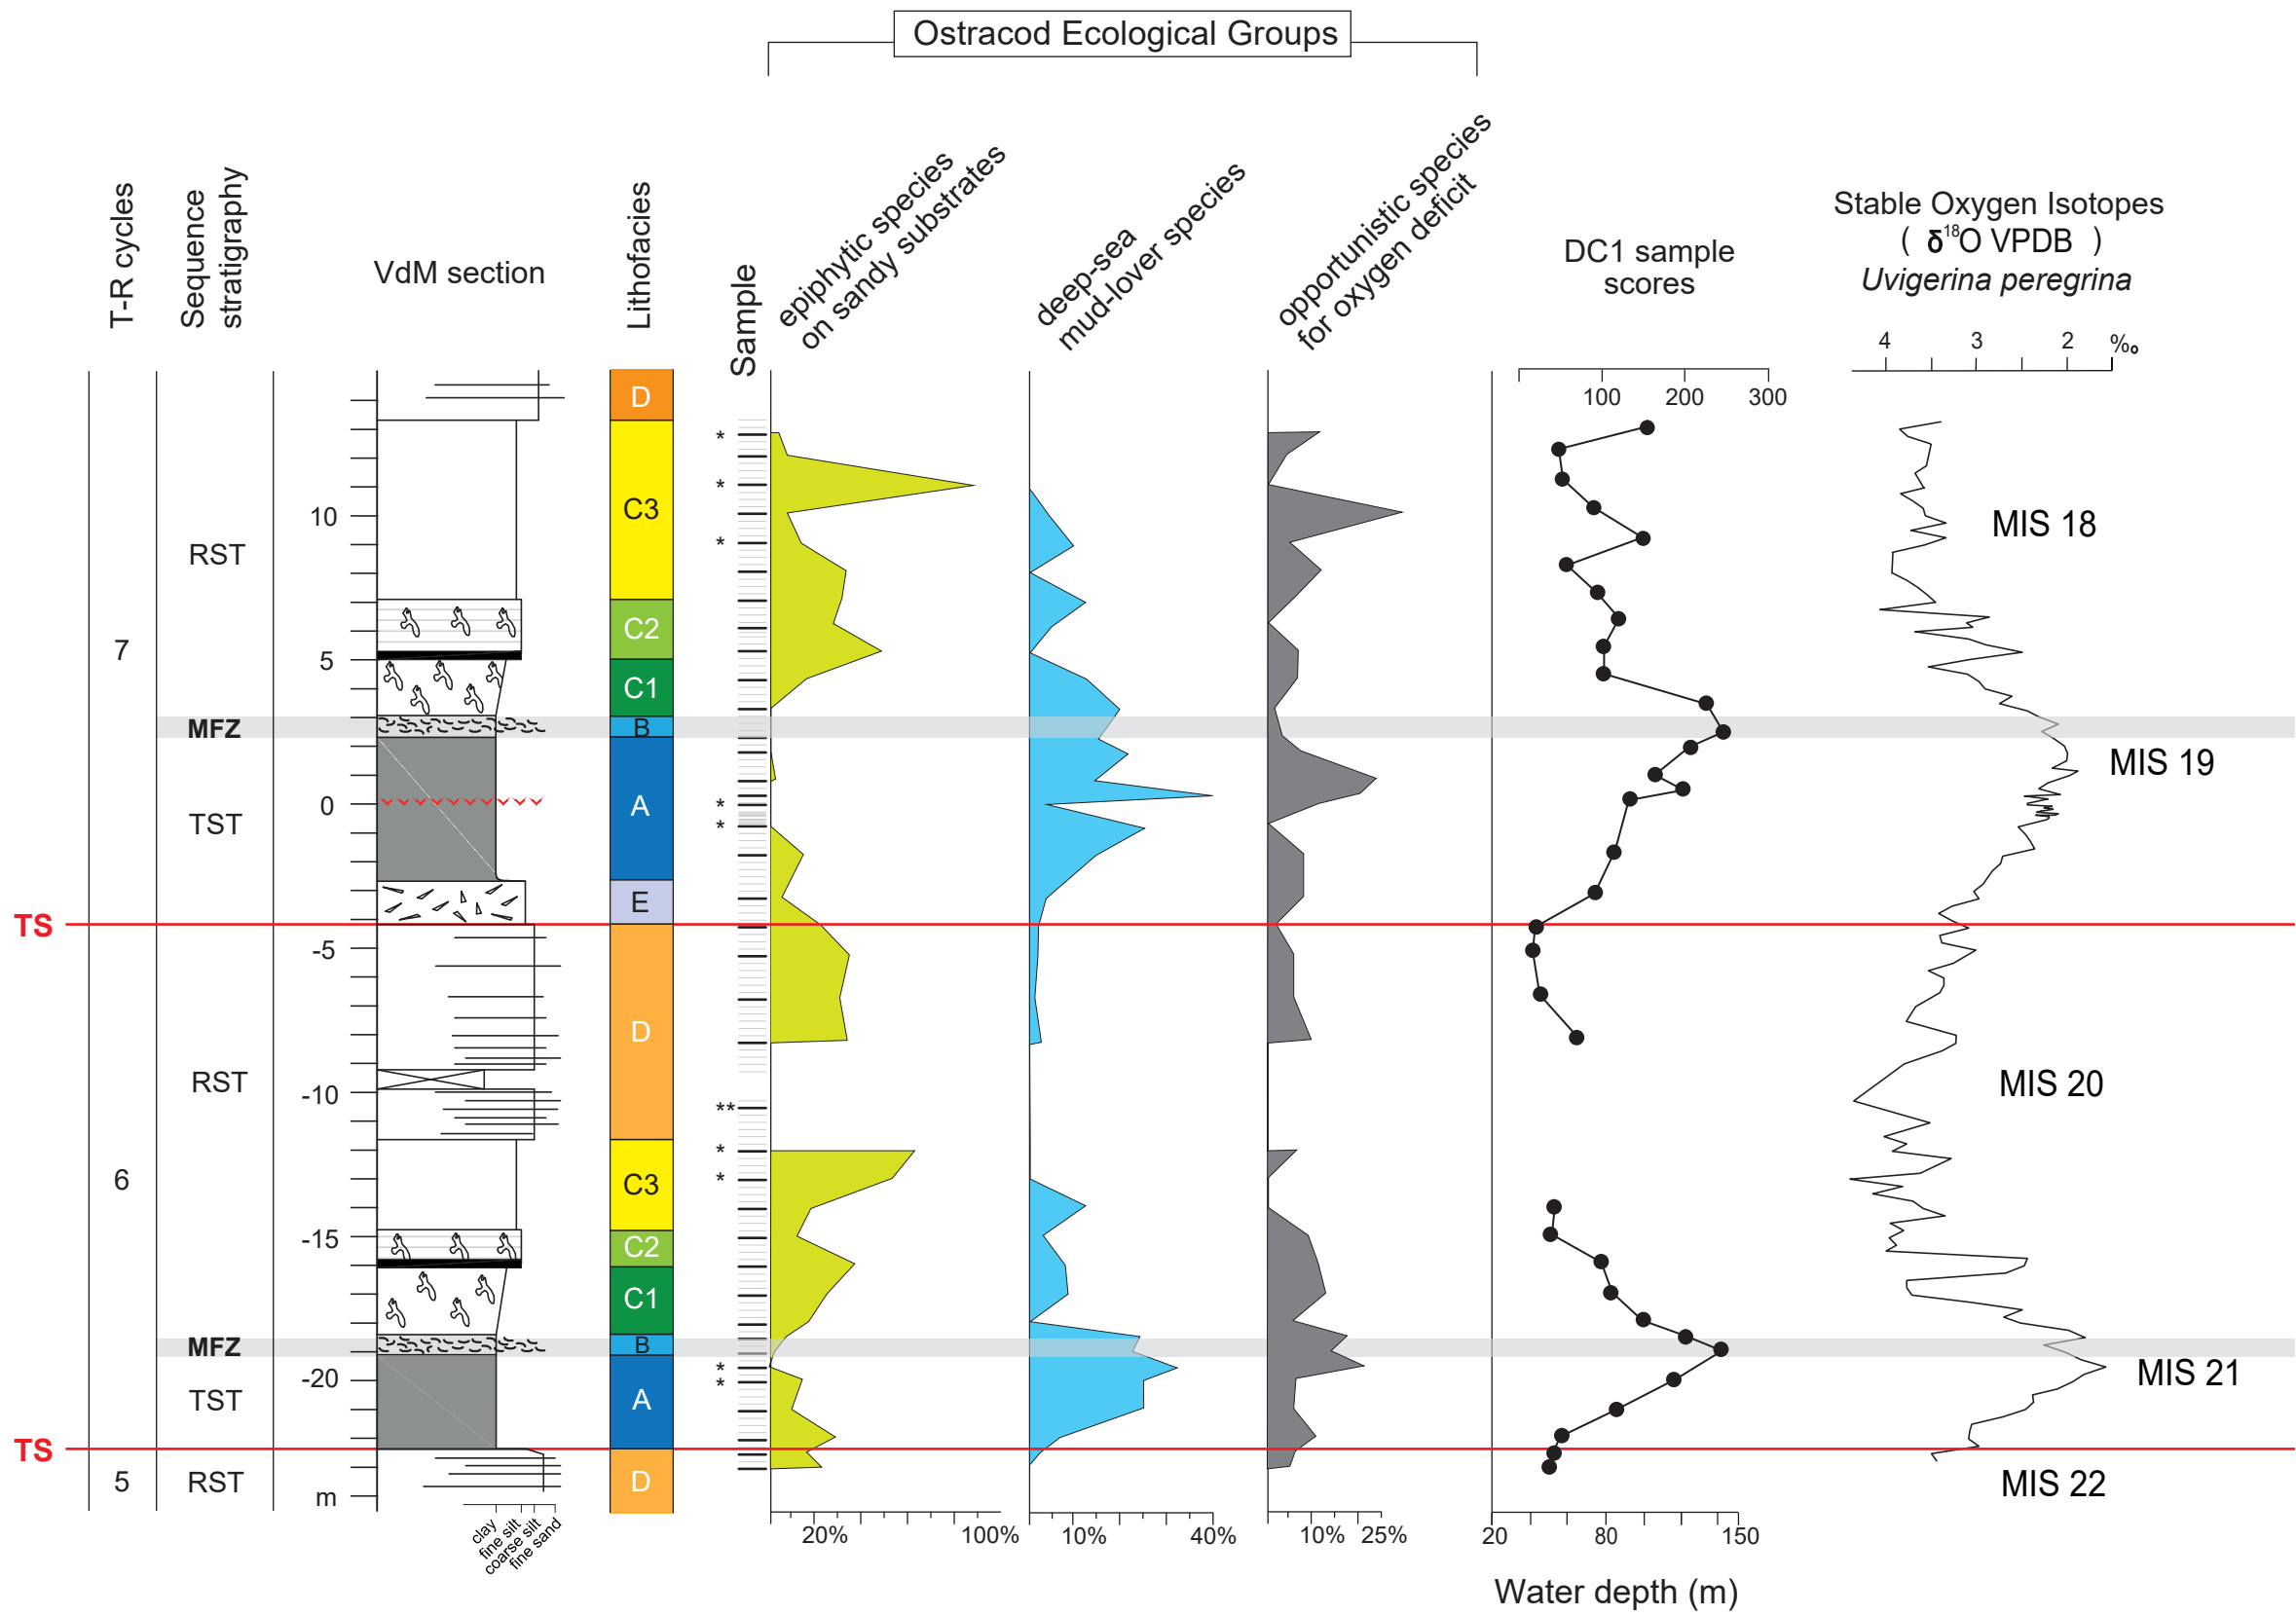 Ostracod Ecological Groups
T-R cycles
Sequence
stratigraphy
VdM section
Lithofacies
Sample
epiphytic species
on sandy substrates
deep-sea
mud-lover species
opportunistic species
for oxygen deficit
DC1 sample
scores
Stable Oxygen Isotopes
( δ¹⁸O VPDB )
Uvigerina peregrina
4 3 2 ‰
100 200 300
D
*
*
10
C3
MIS 18
*
RST
C2
7
5
C1
MFZ
B
MIS 19
0
A
*
TST
*
E
TS
-5
D
RST
MIS 20
-10
**
*
6
C3
*
-15
C2
C1
MFZ
B
*
MIS 21
-20
*
TST
A
TS
5
RST
D
MIS 22
m
clay
fine silt
coarse silt
fine sand
20% 100%
10% 40%
10% 25%
20 80 150
Water depth (m)